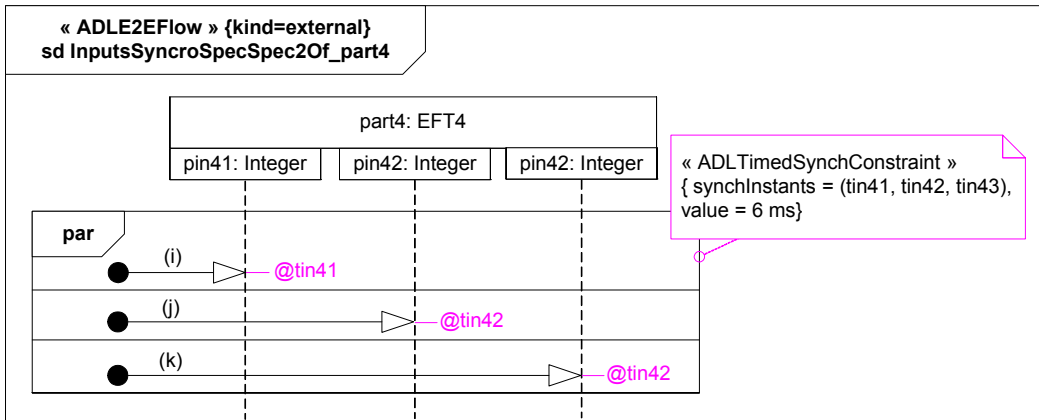 « ADLE2EFlow » {kind=external}
sd InputsSyncroSpecSpec2Of_part4
part4: EFT4
pin41: Integer
pin42: Integer
pin42: Integer
« ADLTimedSynchConstraint »
{ synchInstants = (tin41, tin42, tin43),
value = 6 ms}
par
(i)
@tin41
(j)
@tin42
(k)
@tin42